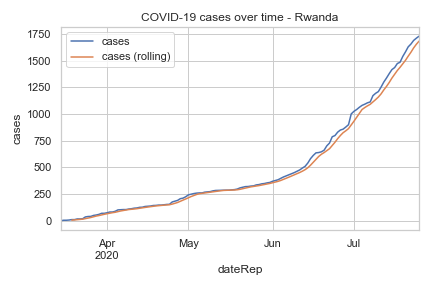 COVID-19 cases over time - Rwanda
cases
cases (rolling)
1750
1500
1250
1000
750
500
250
0
cases
Apr
2020
May
Jun
Jul
dateRep